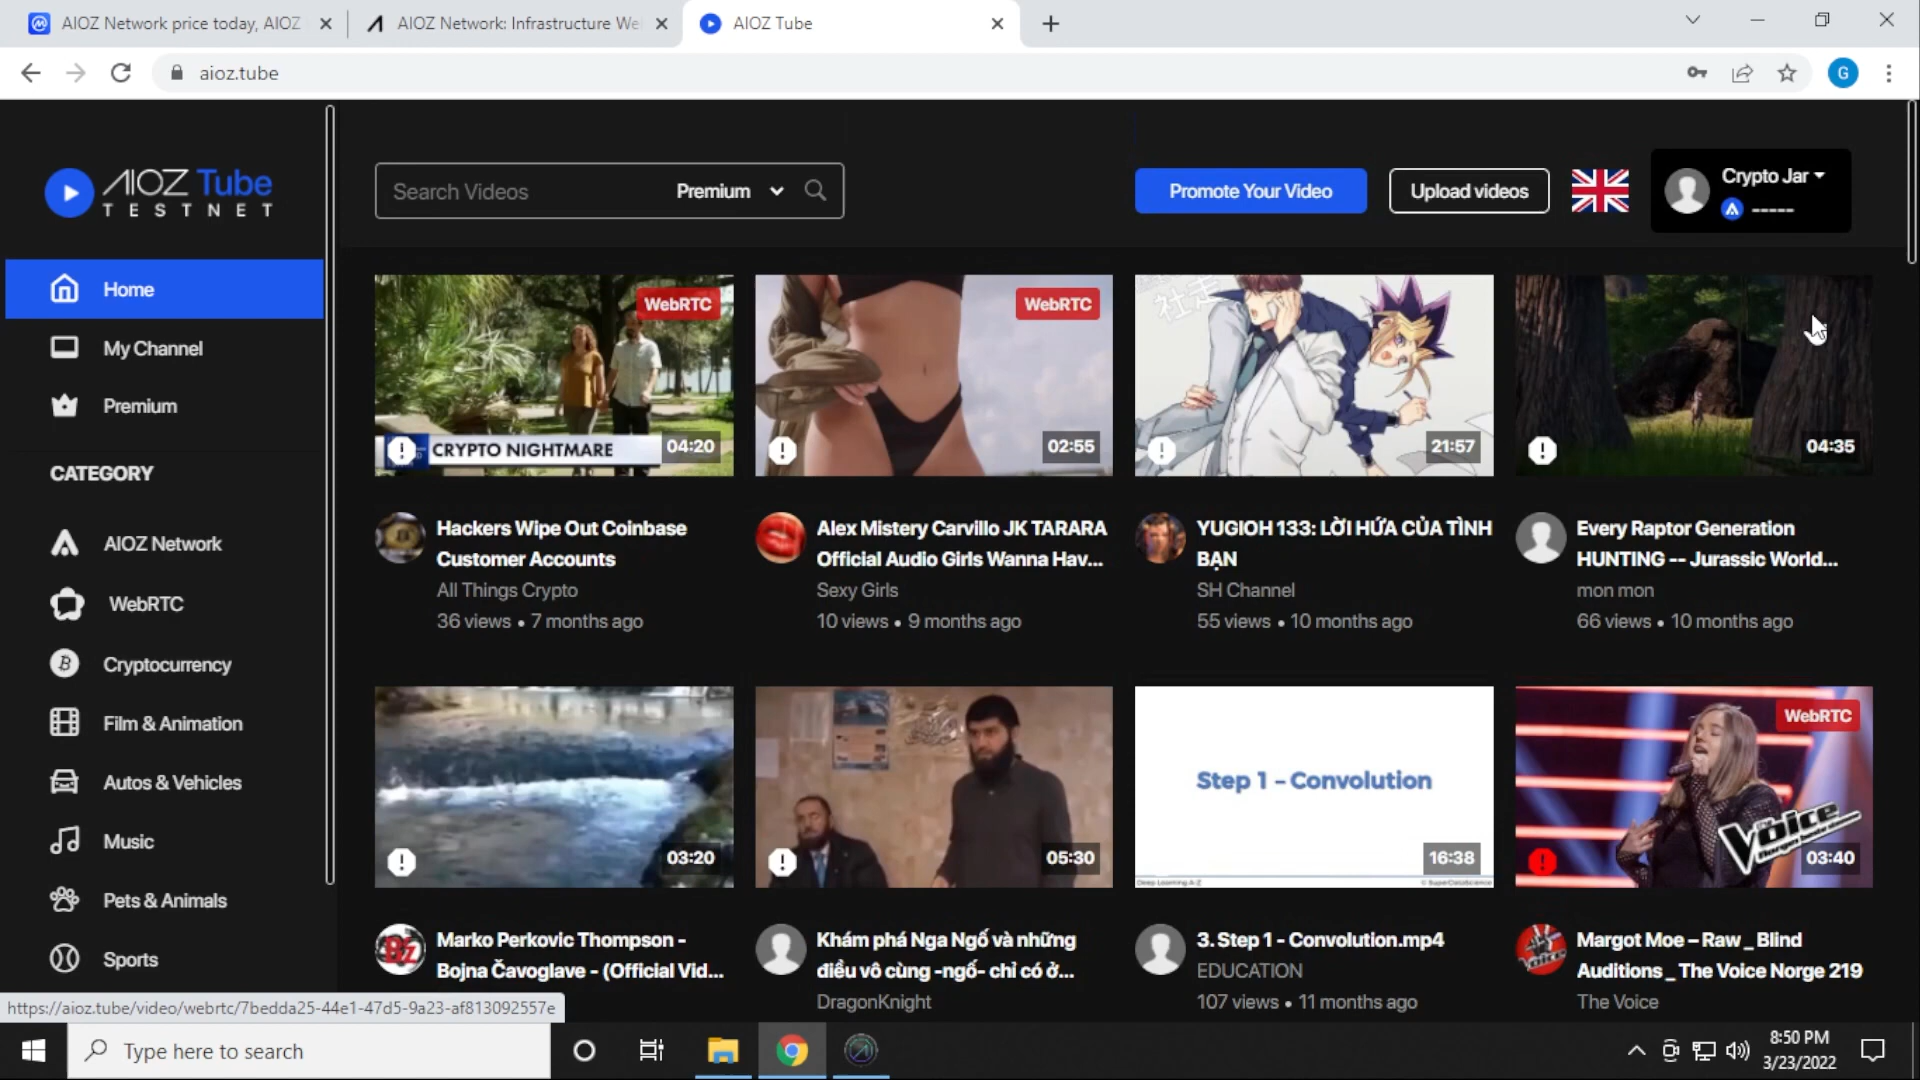 AIOZ Network price today, AIOZ
AIOZ Network: Infrastructure We
AIOZ Tube
aioz.tube
G
AIOZ Tube
TESTNET
Search Videos
Premium
Promote Your Video
Upload videos
Crypto Jar
-----
Home
My Channel
Premium
CATEGORY
AIOZ Network
WebRTC
Cryptocurrency
Film & Animation
Autos & Vehicles
Music
Pets & Animals
Sports
WebRTC
CRYPTO NIGHTMARE
04:20
Hackers Wipe Out Coinbase
Customer Accounts
All Things Crypto
36 views • 7 months ago
WebRTC
02:55
Alex Mistery Carvillo JK TARARA
Official Audio Girls Wanna Hav...
Sexy Girls
10 views • 9 months ago
社走
21:57
YUGIOH 133: LỜI HỨA CỦA TÌNH
BẠN
SH Channel
55 views • 10 months ago
04:35
Every Raptor Generation
HUNTING -- Jurassic World...
mon mon
66 views • 10 months ago
03:20
Marko Perkovic Thompson -
Bojna Čavoglave - (Official Vid...
05:30
Khám phá Nga Ngố và những
điều vô cùng -ngố- chỉ có ở...
DragonKnight
Step 1 - Convolution
16:38
Deep Learning A-Z
© SuperDataScience
3. Step 1 - Convolution.mp4
EDUCATION
107 views • 11 months ago
WebRTC
The Voice
03:40
Margot Moe – Raw _ Blind
Auditions _ The Voice Norge 219
The Voice
https://aioz.tube/video/webrtc/7bedda25-44e1-47d5-9a23-af813092557e
Type here to search
8:50 PM
3/23/2022